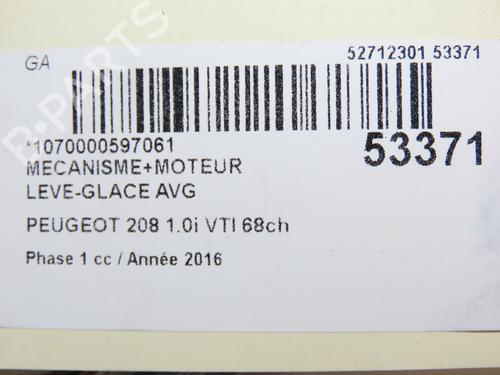 GA
52712301 53371
*1070000597061
53371
MECANISME+MOTEUR
LEVE-GLACE AVG
PEUGEOT 208 1.0i VTI 68ch
Phase 1 cc / Année 2016
B-PARTS